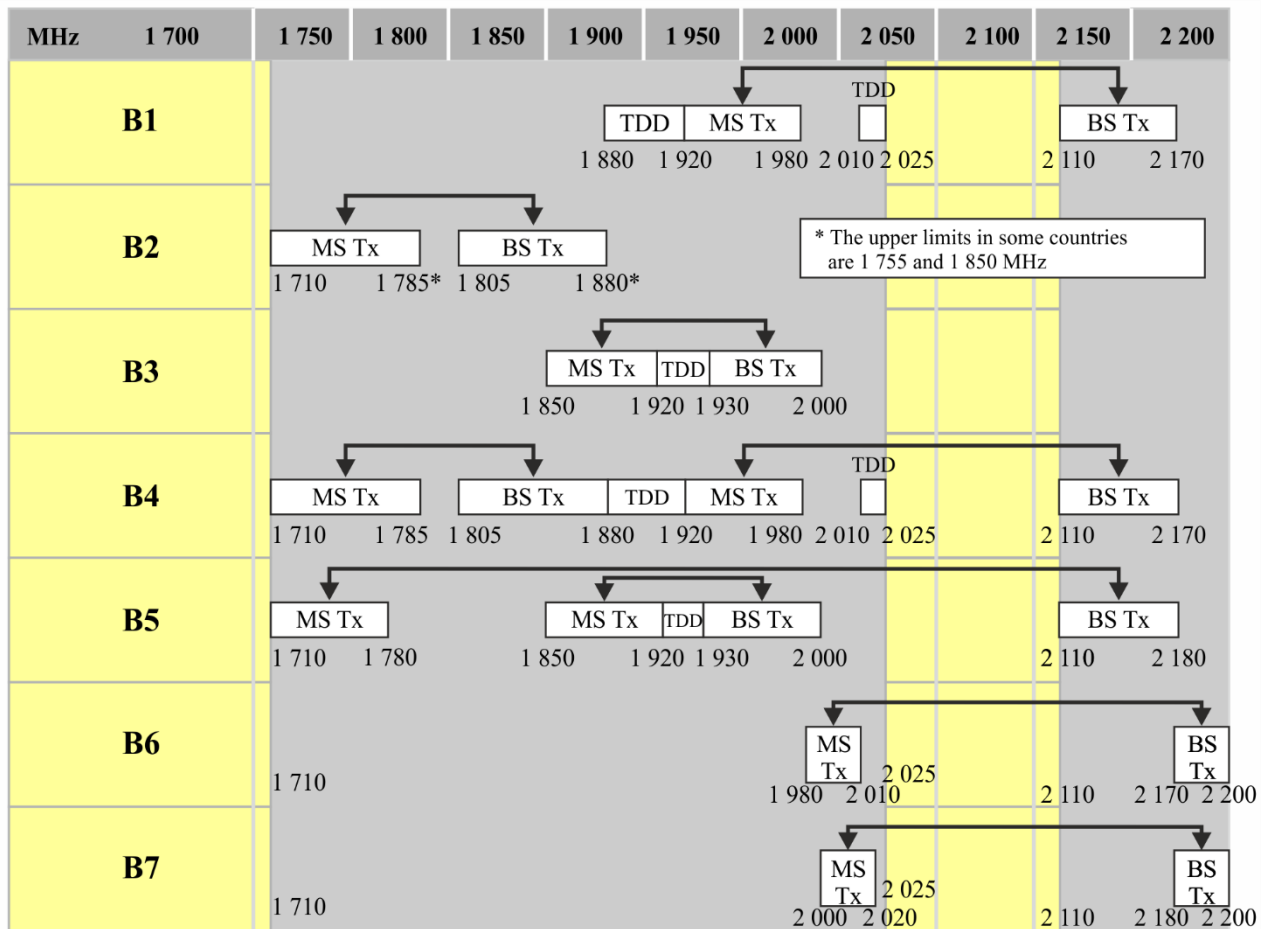 MHz 1 700 1 750 1 800 1 850 1 900 1 950 2 000 2 050 2 100 2 150 2 200
TDD
B1 TDD MS Tx BS Tx
1 880 1 920 1 980 2 010 2 025 2 110 2 170
* The upper limits in some countries
are 1 755 and 1 850 MHz
B2 MS Tx BS Tx
1 710 1 785* 1 805 1 880*
B3 MS Tx TDD BS Tx
1 850 1 920 1 930 2 000
TDD
B4 MS Tx BS Tx TDD MS Tx BS Tx
1 710 1 785 1 805 1 880 1 920 1 980 2 010 2 025 2 110 2 170
B5 MS Tx MS Tx TDD BS Tx BS Tx
1 710 1 780 1 850 1 920 1 930 2 000 2 110 2 180
B6 MS BS
Tx Tx
1 710 2 025
1 980 2 010 2 110 2 170 2 200
B7 MS BS
Tx Tx
1 710 2 025
2 000 2 020 2 110 2 180 2 200